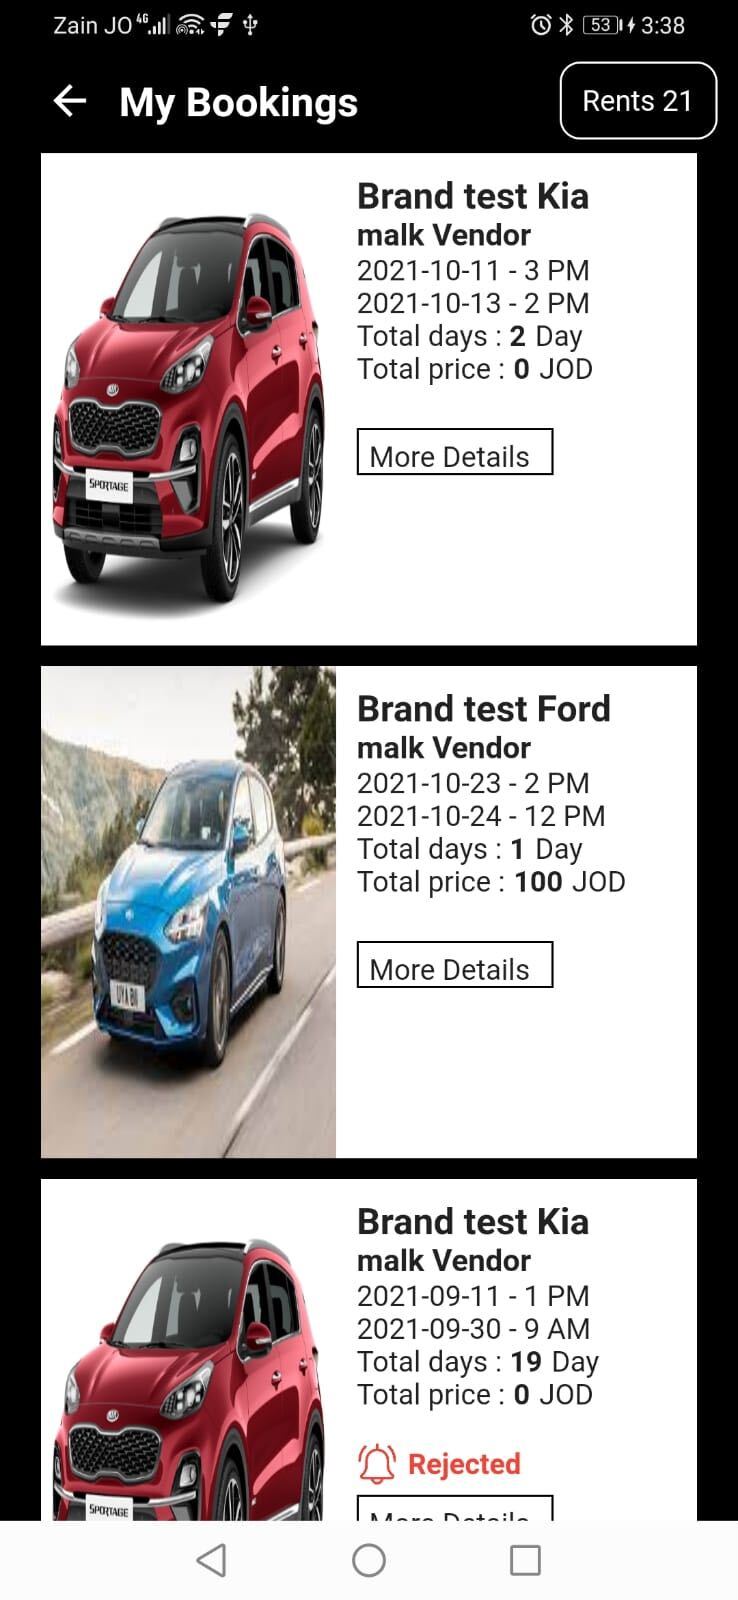 Zain JO 4G 53 3:38
My Bookings
Rents 21
Brand test Kia
malk Vendor
2021-10-11 - 3 PM
2021-10-13 - 2 PM
Total days : 2 Day
Total price : 0 JOD
More Details
SPORTAGE
Brand test Ford
malk Vendor
2021-10-23 - 2 PM
2021-10-24 - 12 PM
Total days : 1 Day
Total price : 100 JOD
More Details
Brand test Kia
malk Vendor
2021-09-11 - 1 PM
2021-09-30 - 9 AM
Total days : 19 Day
Total price : 0 JOD
Rejected
More Details
SPORTAGE